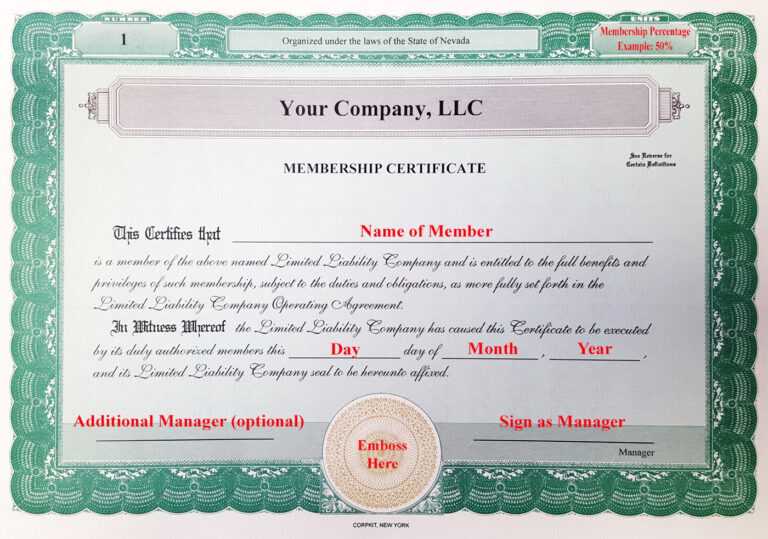 NUMBER
UNITS
1
Organized under the laws of the State of Nevada
Membership Percentage
Example: 50%
Your Company, LLC
MEMBERSHIP CERTIFICATE
See Reverse for
Certain Definitions
This Certifies that Name of Member
is a member of the above named Limited Liability Company and is entitled to the full benefits and
privileges of such membership, subject to the duties and obligations, as more fully set forth in the
Limited Liability Company Operating Agreement.
In Witness Whereof the Limited Liability Company has caused this Certificate to be executed
by its duly authorized members this Day day of Month , Year ,
and its Limited Liability Company seal to be hereunto affixed.
Additional Manager (optional)
Sign as Manager
Emboss
Here
Manager
CORPKIT, NEW YORK